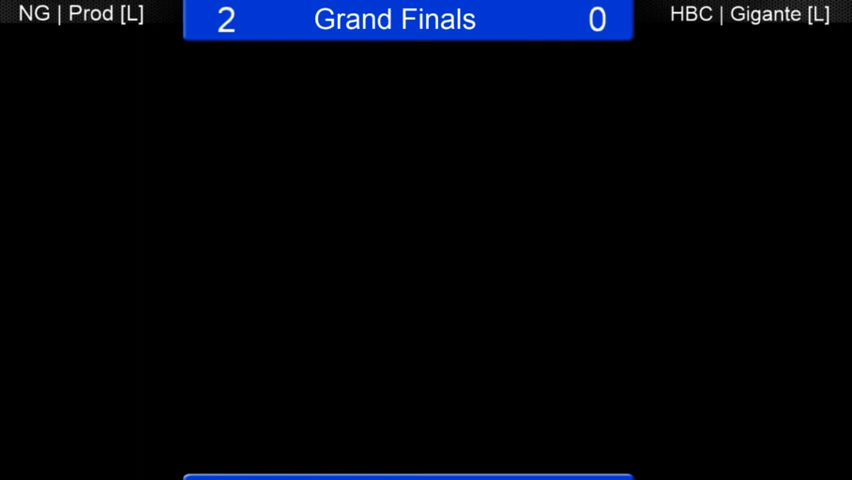 NG | Prod [L]
2
Grand Finals
0
HBC | Gigante [L]